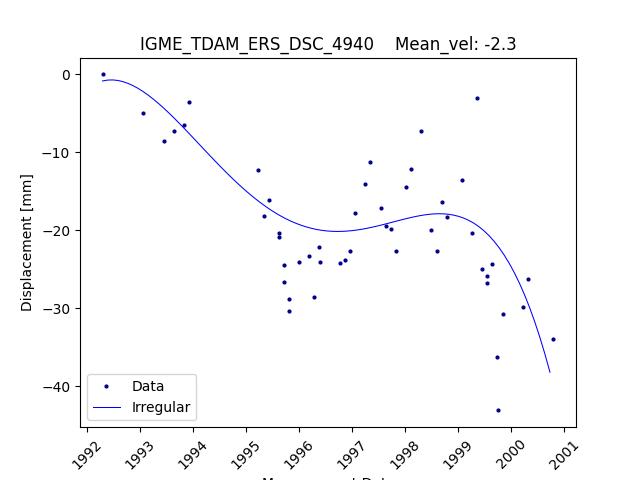 IGME_TDAM_ERS_DSC_4940    Mean_vel: -2.3
Displacement [mm]
0
−10
−20
−30
−40
Data
Irregular
1992 1993 1994 1995 1996 1997 1998 1999 2000 2001